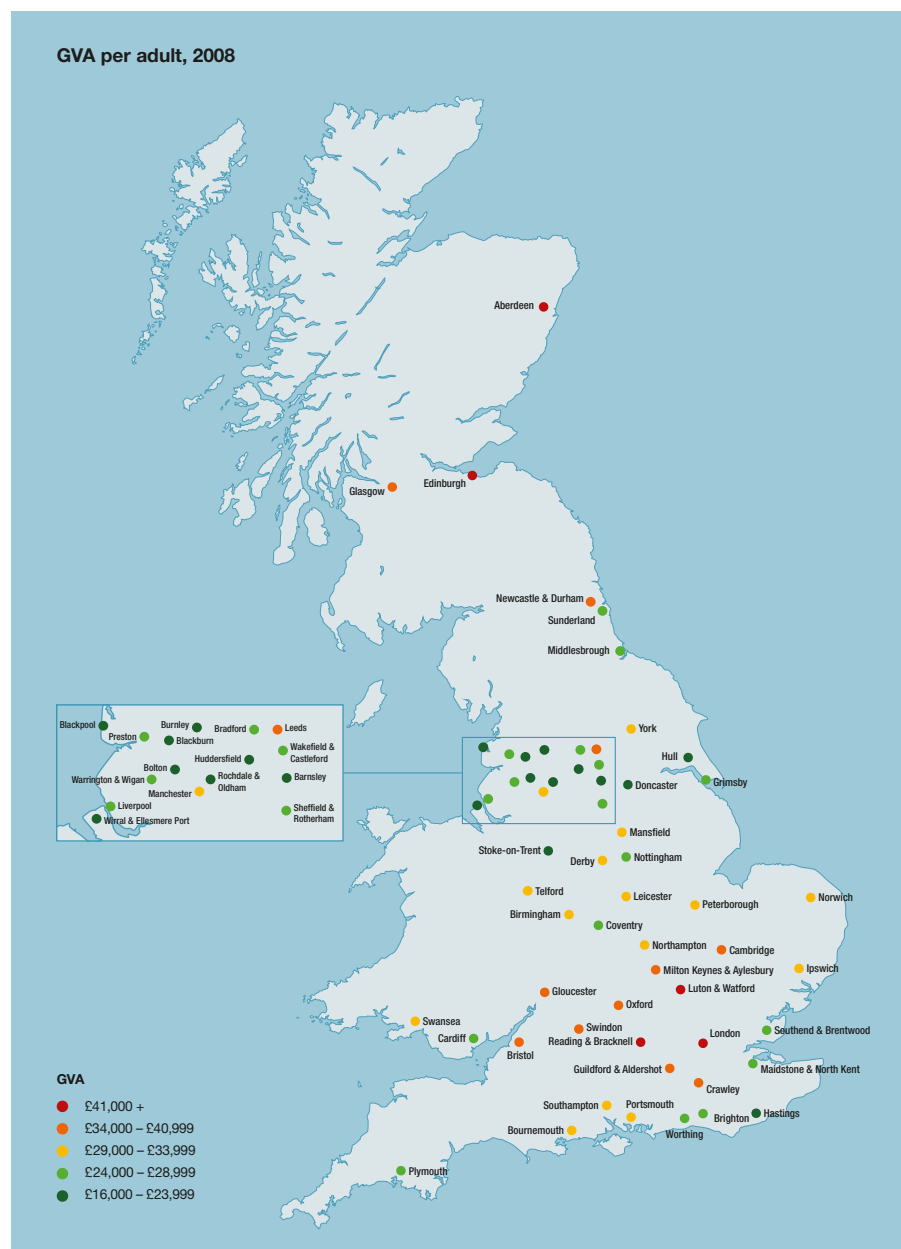 GVA per adult, 2008
Aberdeen
Edinburgh
Glasgow
Newcastle & Durham
Sunderland
Middlesbrough
York
Hull
Grimsby
Doncaster
Blackpool
Burnley
Bradford
Leeds
Preston
Blackburn
Wakefield &
Castleford
Huddersfield
Bolton
Rochdale &
Oldham
Barnsley
Warrington & Wigan
Manchester
Liverpool
Sheffield &
Rotherham
Wirral & Ellesmere Port
Mansfield
Stoke-on-Trent
Derby
Nottingham
Telford
Leicester
Peterborough
Norwich
Birmingham
Coventry
Northampton
Cambridge
Milton Keynes & Aylesbury
Ipswich
Luton & Watford
Gloucester
Oxford
Swansea
Swindon
Southend & Brentwood
Cardiff
Reading & Bracknell
London
Bristol
Guildford & Aldershot
Maidstone & North Kent
Crawley
Southampton
Portsmouth
Brighton
Hastings
Bournemouth
Worthing
Plymouth
GVA
£41,000 +
£34,000 – £40,999
£29,000 – £33,999
£24,000 – £28,999
£16,000 – £23,999